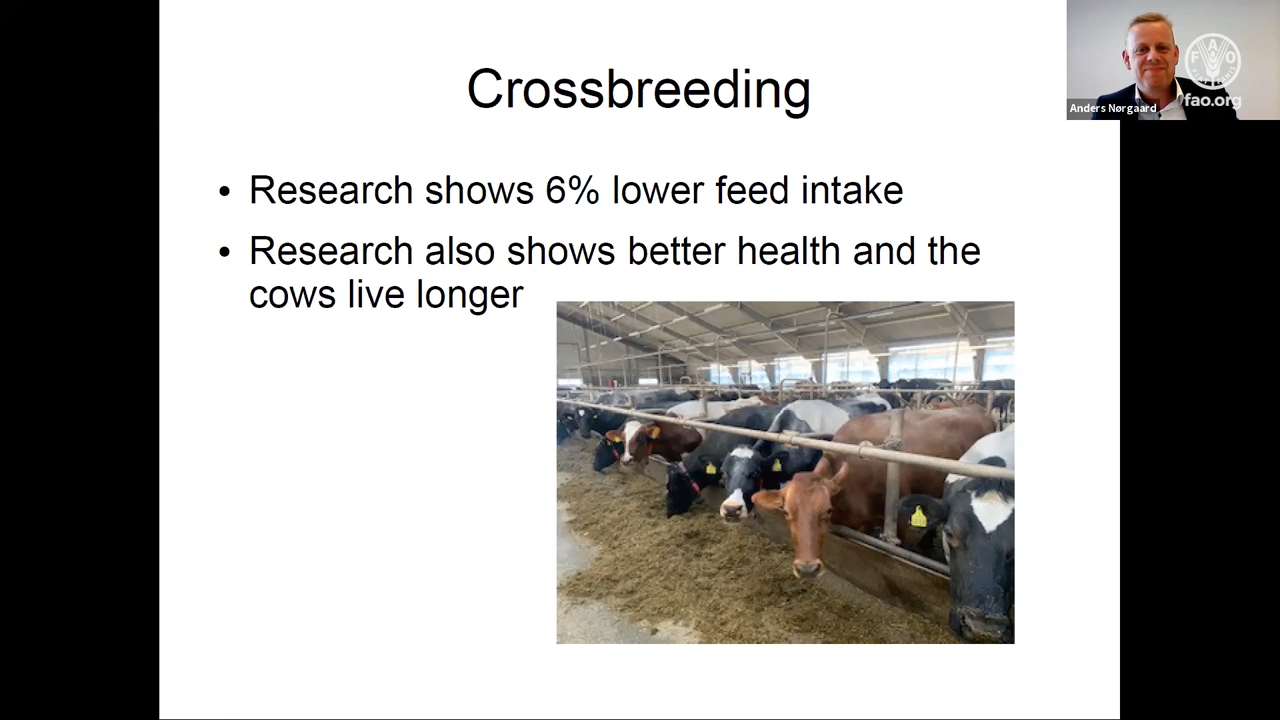 Crossbreeding
• Research shows 6% lower feed intake
• Research also shows better health and the
cows live longer
Anders Nørgaard
FAO
fao.org